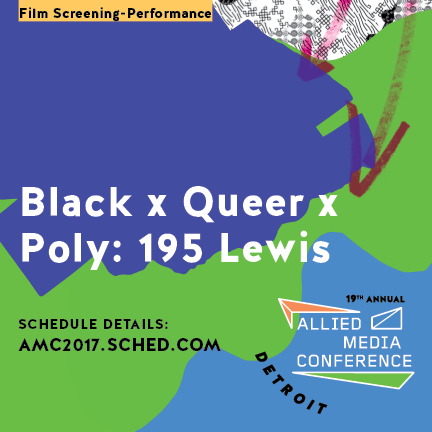 Film Screening-Performance
Black x Queer x
Poly: 195 Lewis
SCHEDULE DETAILS:
AMC2017.SCHED.COM
19TH ANNUAL
ALLIED
MEDIA
CONFERENCE
DETROIT